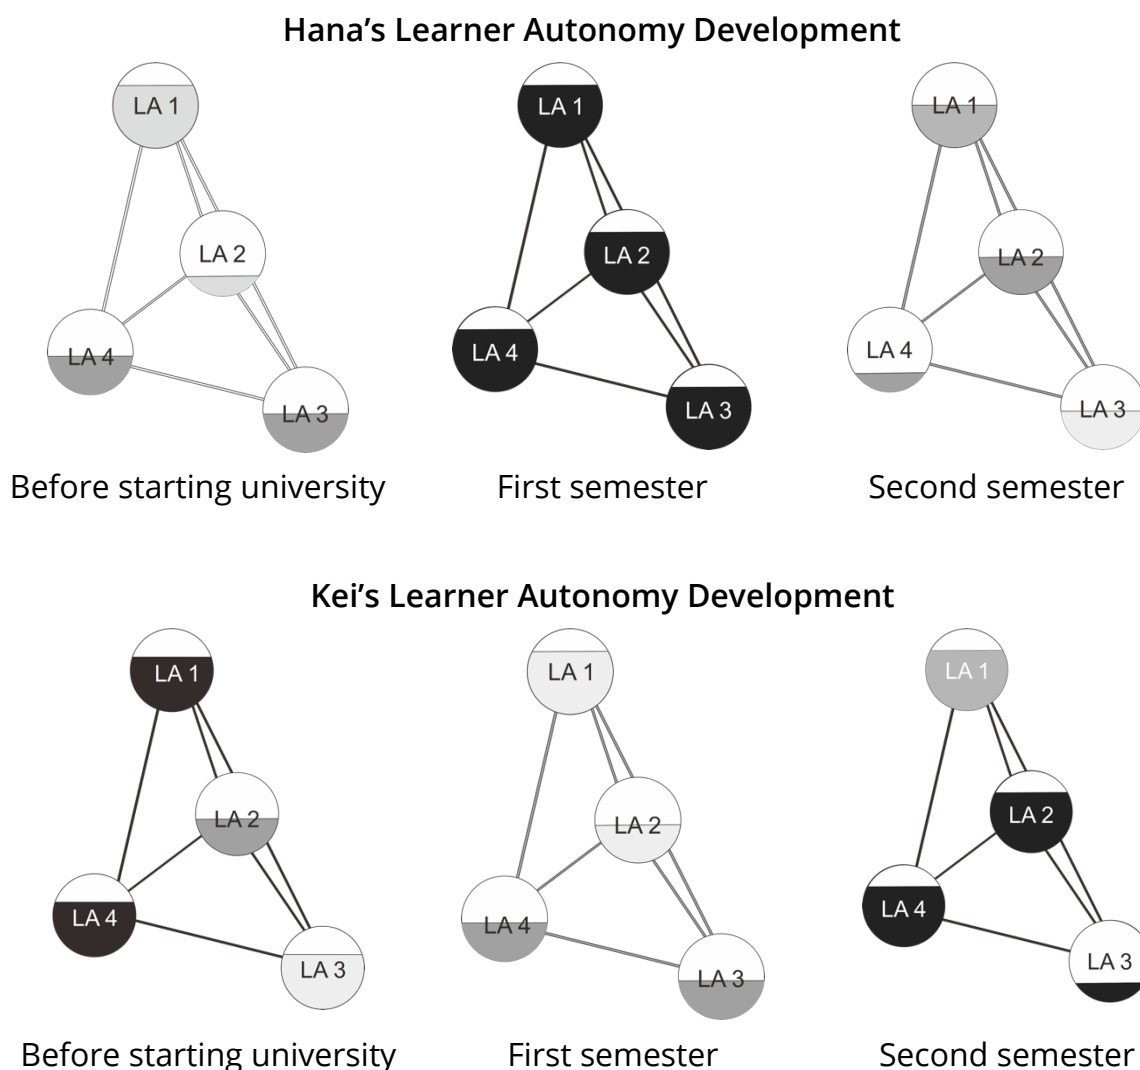 Hana’s Learner Autonomy Development
LA 1
LA 2
LA 4
LA 3
LA 1
LA 2
LA 4
LA 3
LA 1
LA 2
LA 4
LA 3
Before starting university
First semester
Second semester
Kei’s Learner Autonomy Development
LA 1
LA 2
LA 4
LA 3
LA 1
LA 2
LA 4
LA 3
LA 1
LA 2
LA 4
LA 3
Before starting university
First semester
Second semester